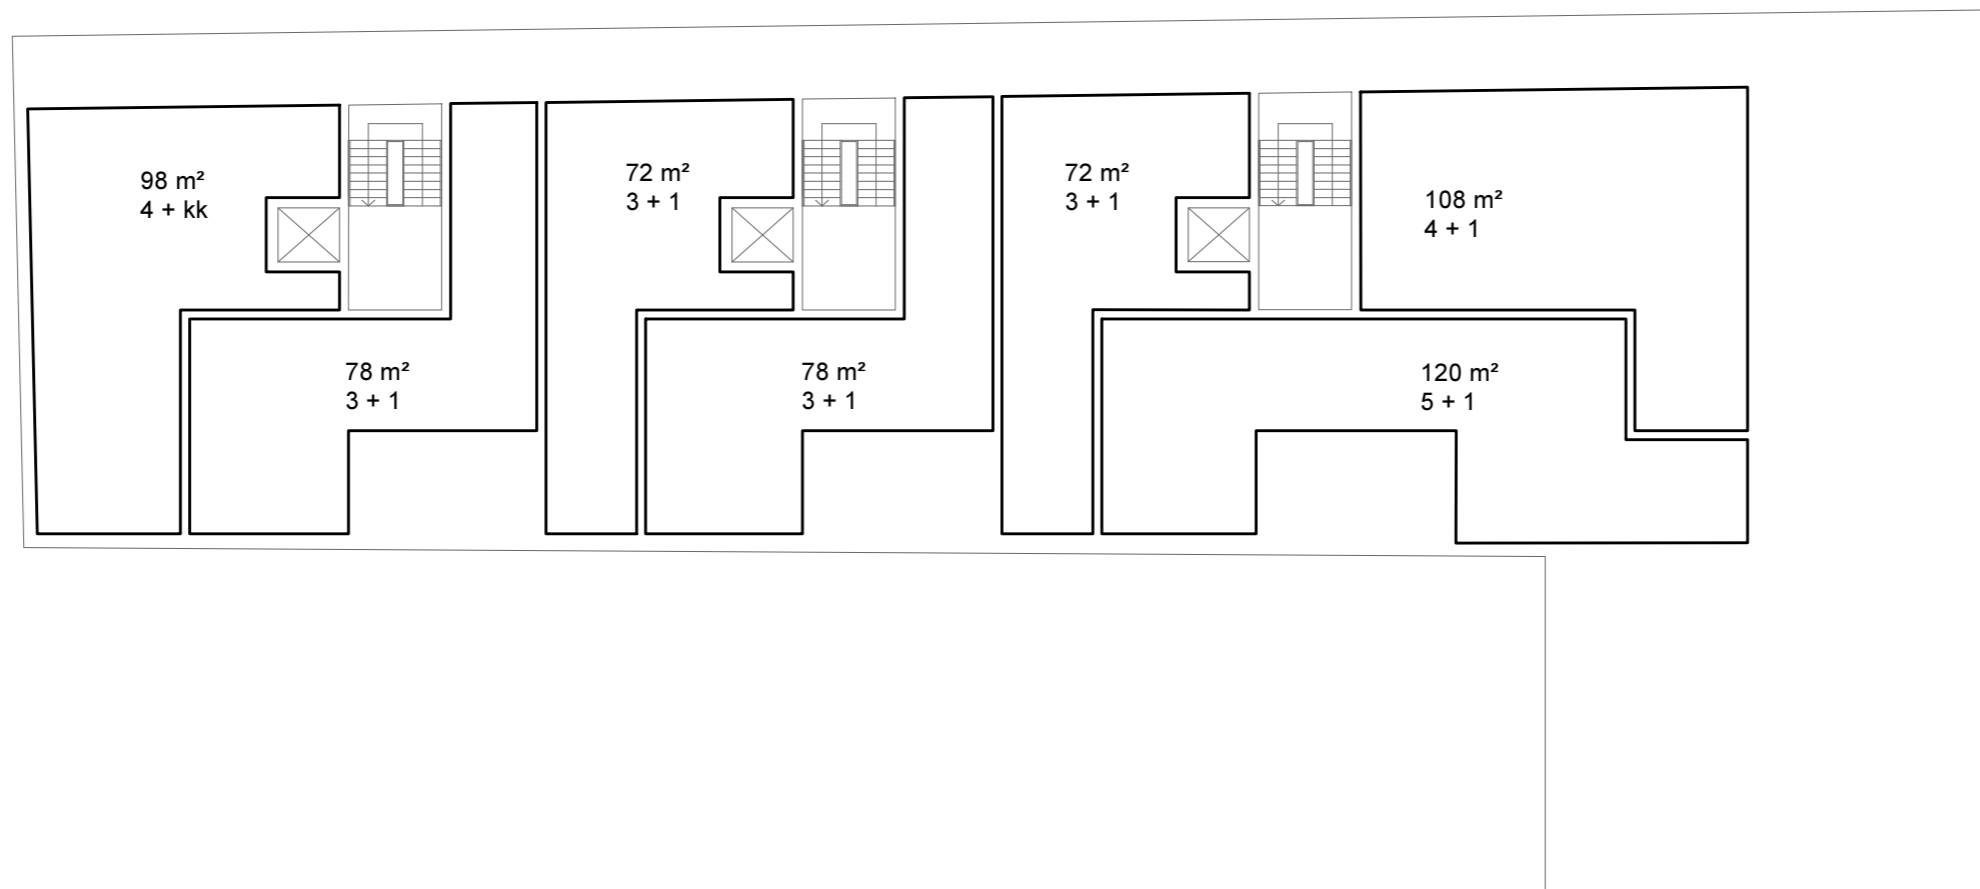 98 m²
4 + kk
72 m²
3 + 1
72 m²
3 + 1
108 m²
4 + 1
78 m²
3 + 1
78 m²
3 + 1
120 m²
5 + 1